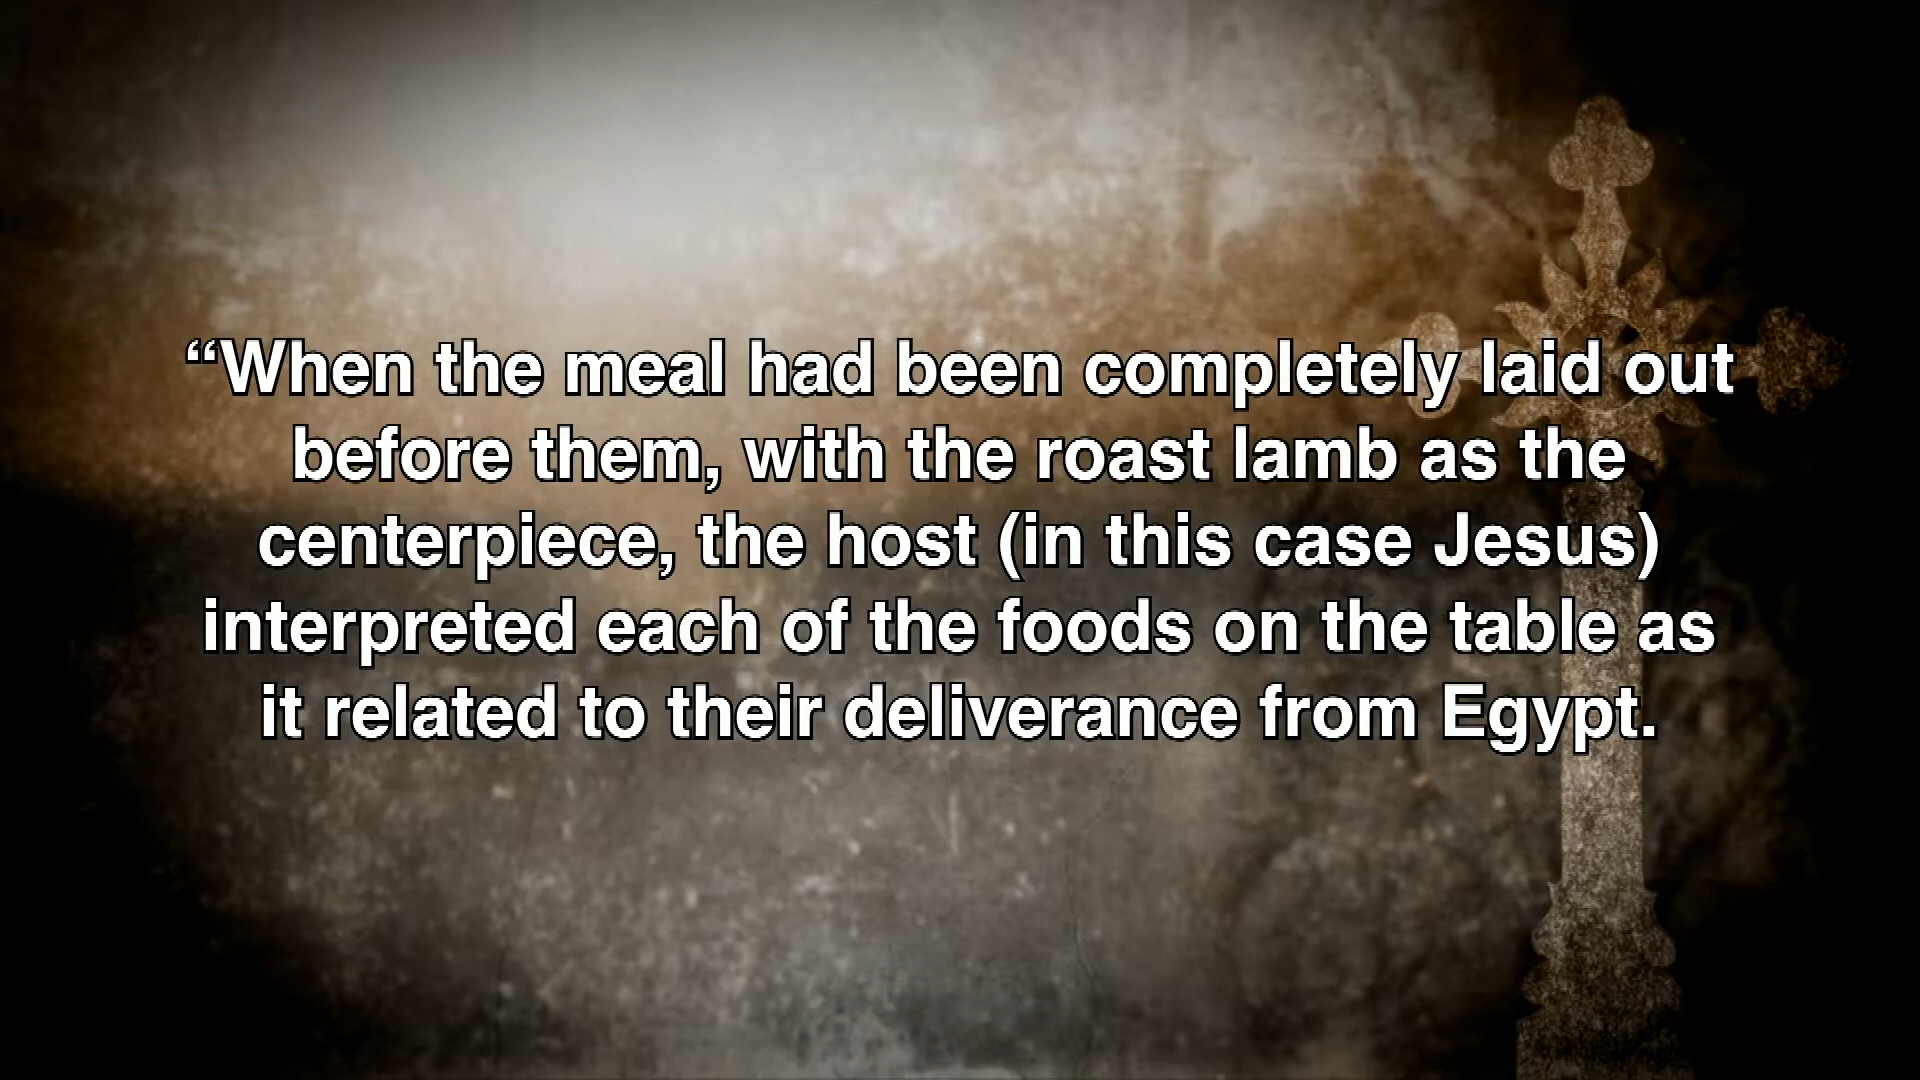 “When the meal had been completely laid out
before them, with the roast lamb as the
centerpiece, the host (in this case Jesus)
interpreted each of the foods on the table as
it related to their deliverance from Egypt.